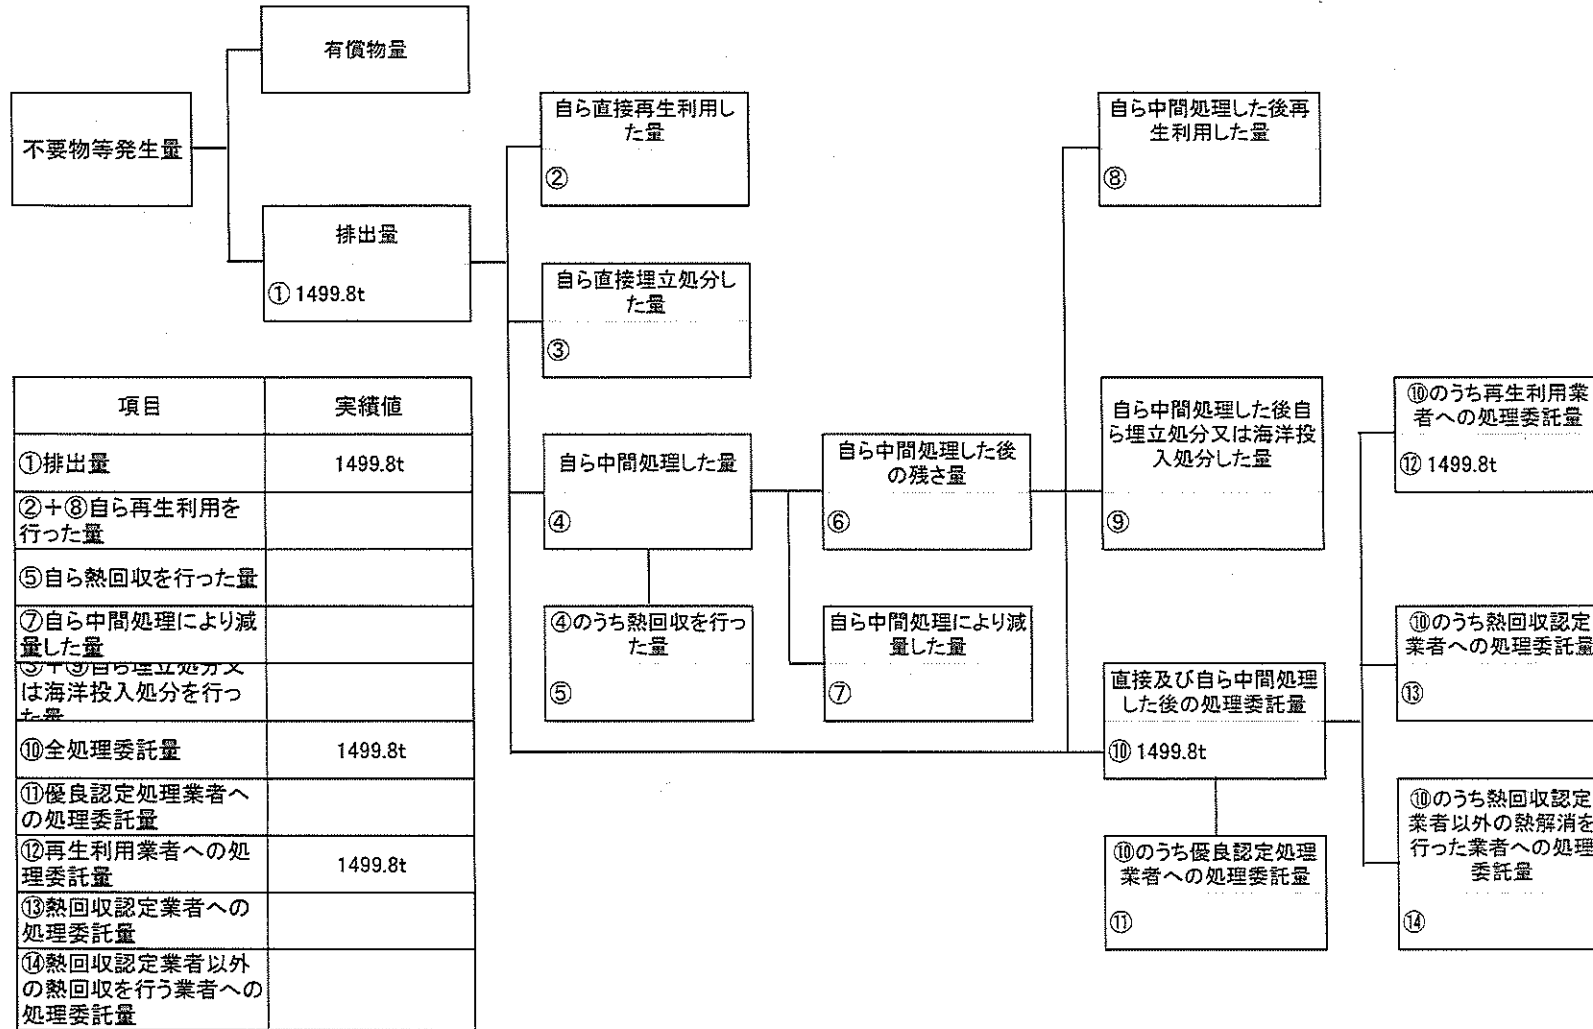 有償物量
不要物等発生量
排出量
① 1499.8t
自ら直接再生利用し
た量
②
自ら直接埋立処分し
た量
③
自ら中間処理した量
④
④のうち熱回収を行っ
た量
⑤
自ら中間処理した後
の残さ量
⑥
自ら中間処理により減
量した量
⑦
自ら中間処理した後再
生利用した量
⑧
自ら中間処理した後自
ら埋立処分又は海洋投
入処分した量
⑨
直接及び自ら中間処理
した後の処理委託量
⑩ 1499.8t
⑩のうち優良認定処理
業者への処理委託量
⑪
⑩のうち再生利用業
者への処理委託量
⑫ 1499.8t
⑩のうち熱回収認定
業者への処理委託量
⑬
⑩のうち熱回収認定
業者以外の熱解消を
行った業者への処理
委託量
⑭
項目 実績値
①排出量 1499.8t
②+⑧自ら再生利用を
行った量
⑤自ら熱回収を行った量
⑦自ら中間処理により減
量した量
③+⑨自ら埋立処分又
は海洋投入処分を行っ
た量
⑩全処理委託量 1499.8t
⑪優良認定処理業者へ
の処理委託量
⑫再生利用業者への処
理委託量 1499.8t
⑬熱回収認定業者への
処理委託量
⑭熱回収認定業者以外
の熱回収を行う業者への
処理委託量